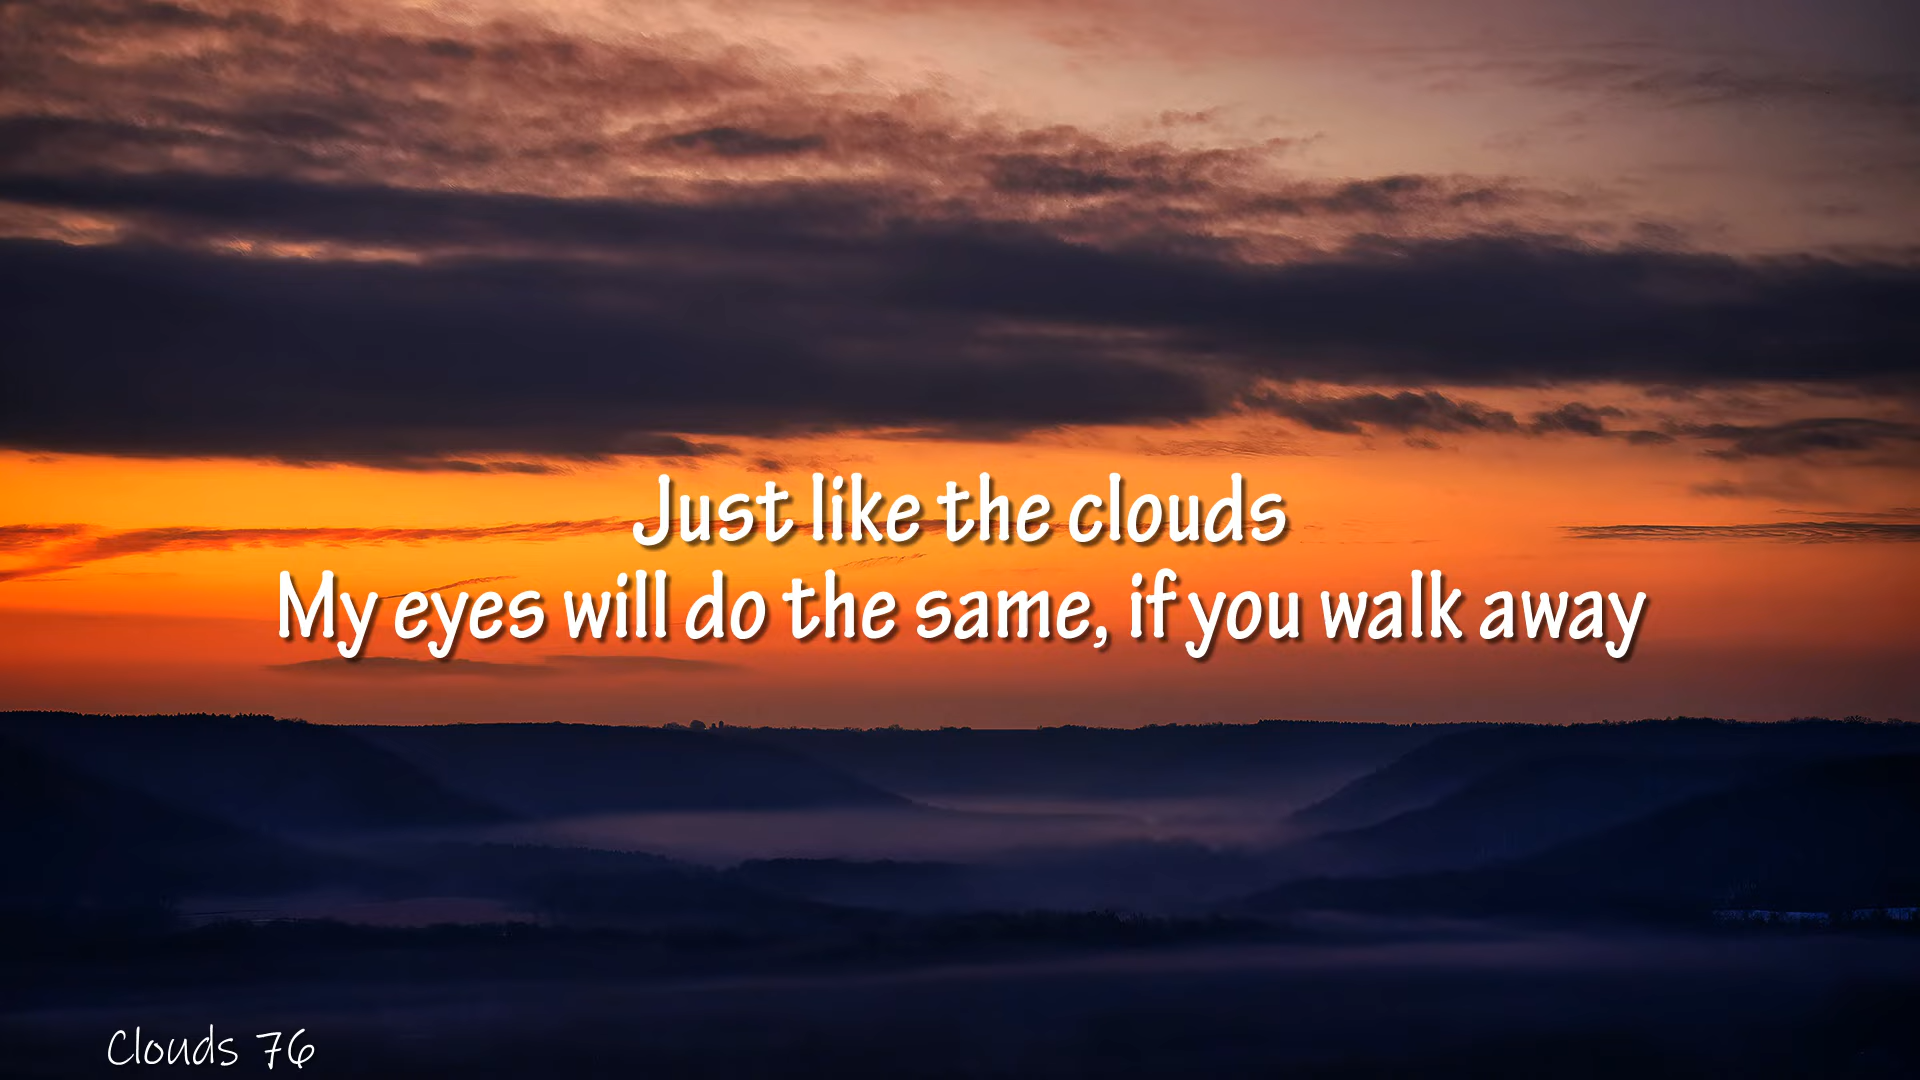 Just like the clouds
My eyes will do the same, if you walk away
Clouds 76